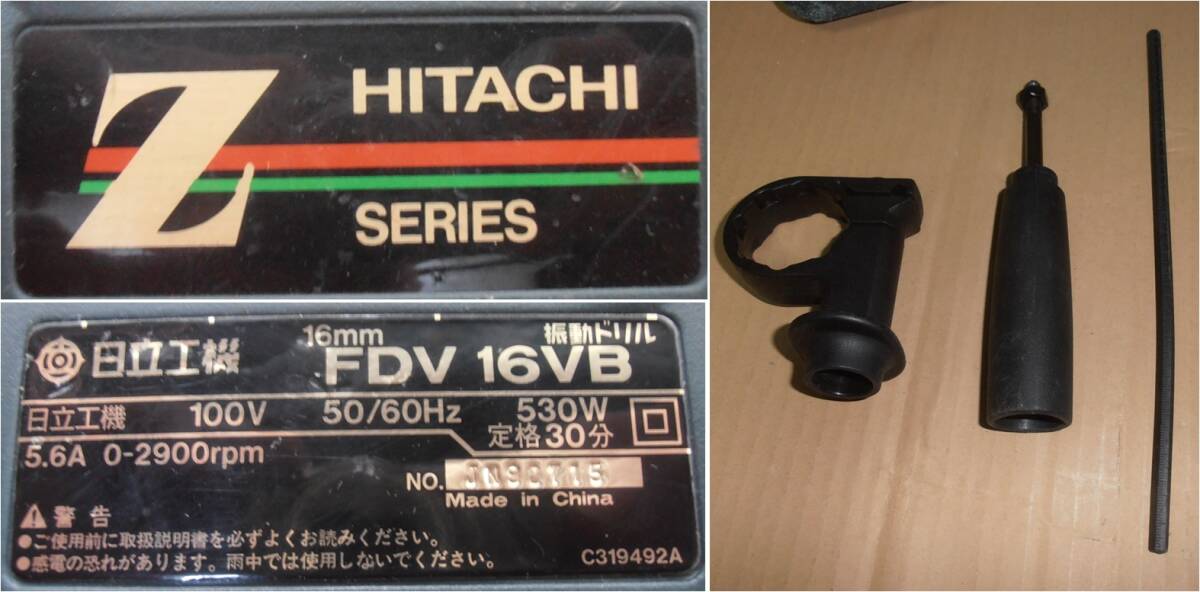 Z
HITACHI
SERIES
日立工機
16mm
振動ドリル
FDV 16VB
日立工機 100V 50/60Hz 530W
定格30分
5.6A 0-2900rpm
NO.
Made in China
警告
●ご使用前に取扱説明書を必ずよくお読みください。
●感電の恐れがあります。雨中では使用しないでください。
C319492A